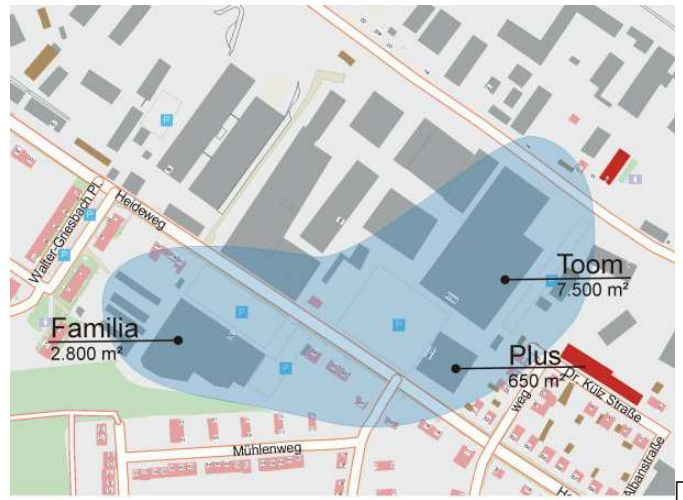 Walter-Griesbach Pl.
Heideweg
P
P
P
P
P
P
P
Toom
7.500 m²
Familia
2.800 m²
Plus
650 m²
Dr. Külz Straße
weg
Albanstraße
Mühlenweg